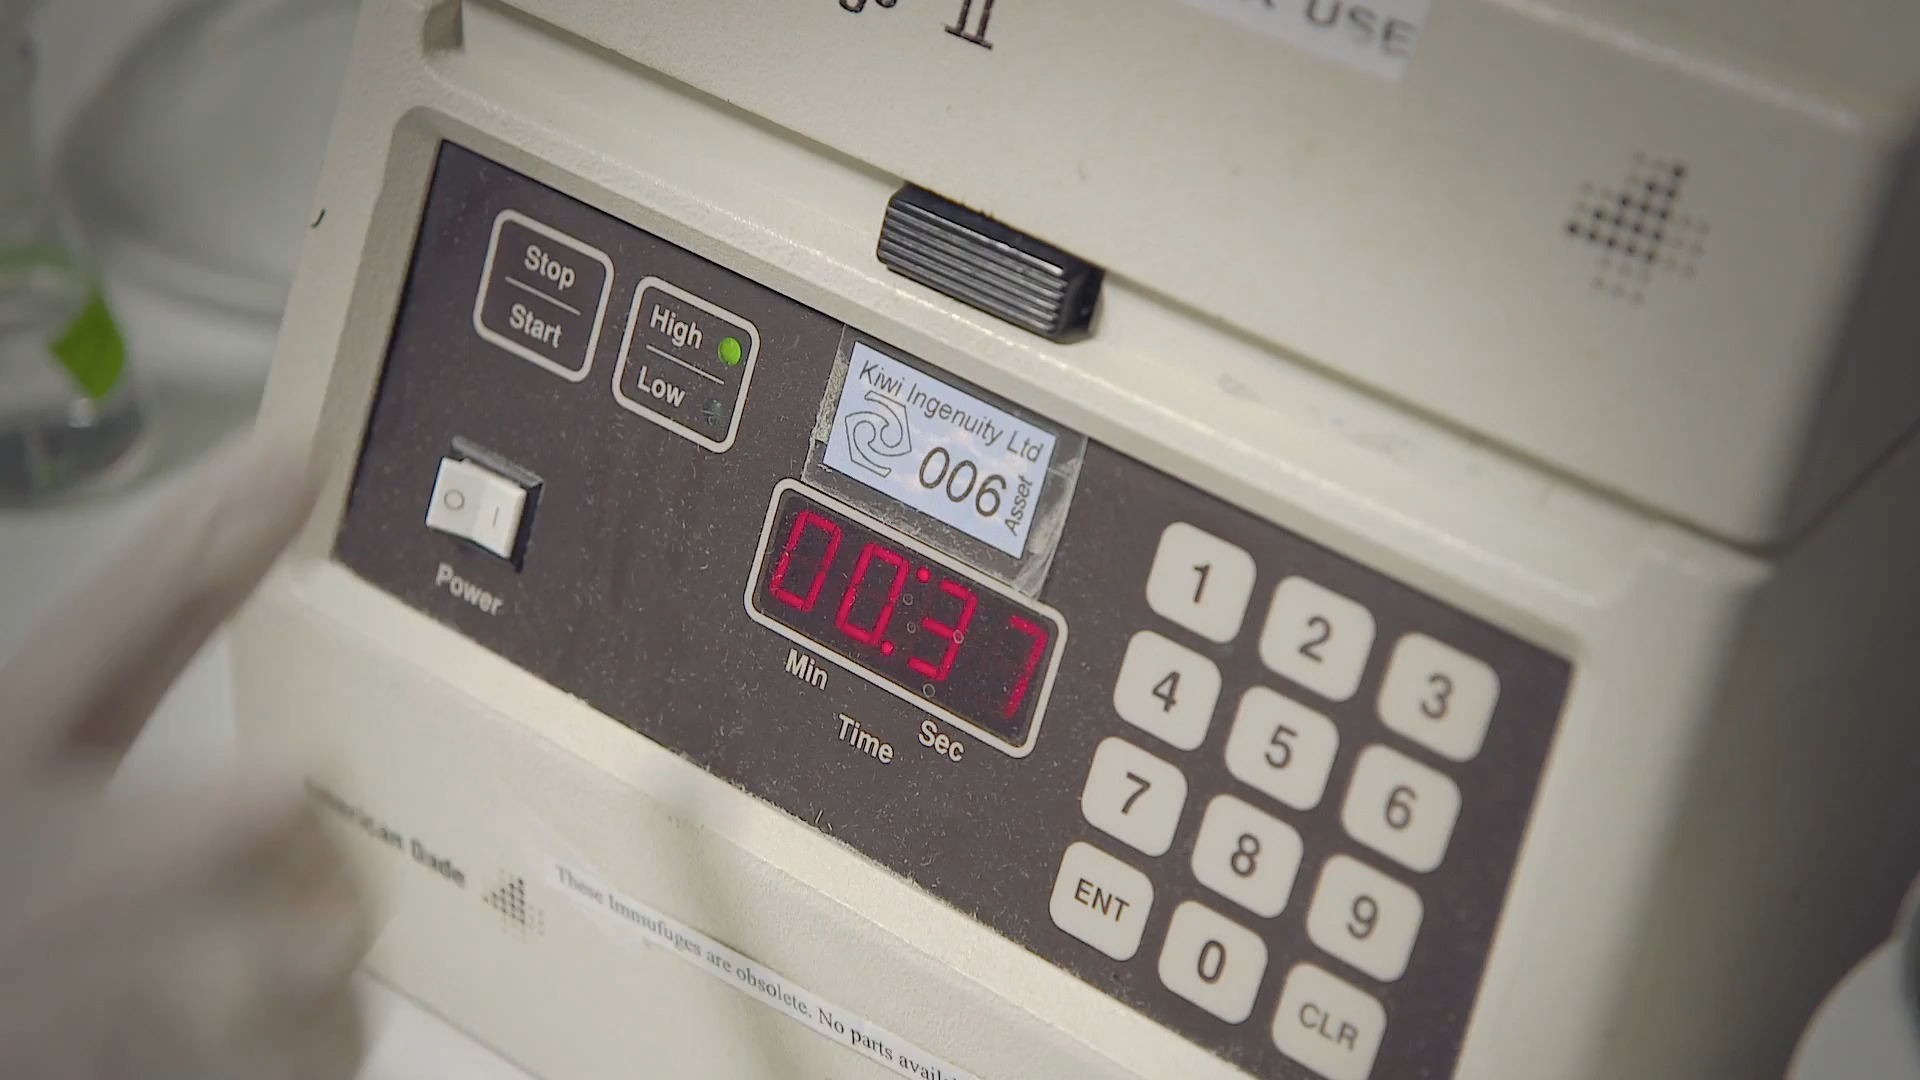 II
USE
Stop
Start
High
Low
Kiwi Ingenuity Ltd
006
Asset
O I
Power
00:37
Min
Sec
Time
1
2
3
4
5
6
7
8
9
ENT
0
CLR
Dade
These Immufuges are obsolete. No parts